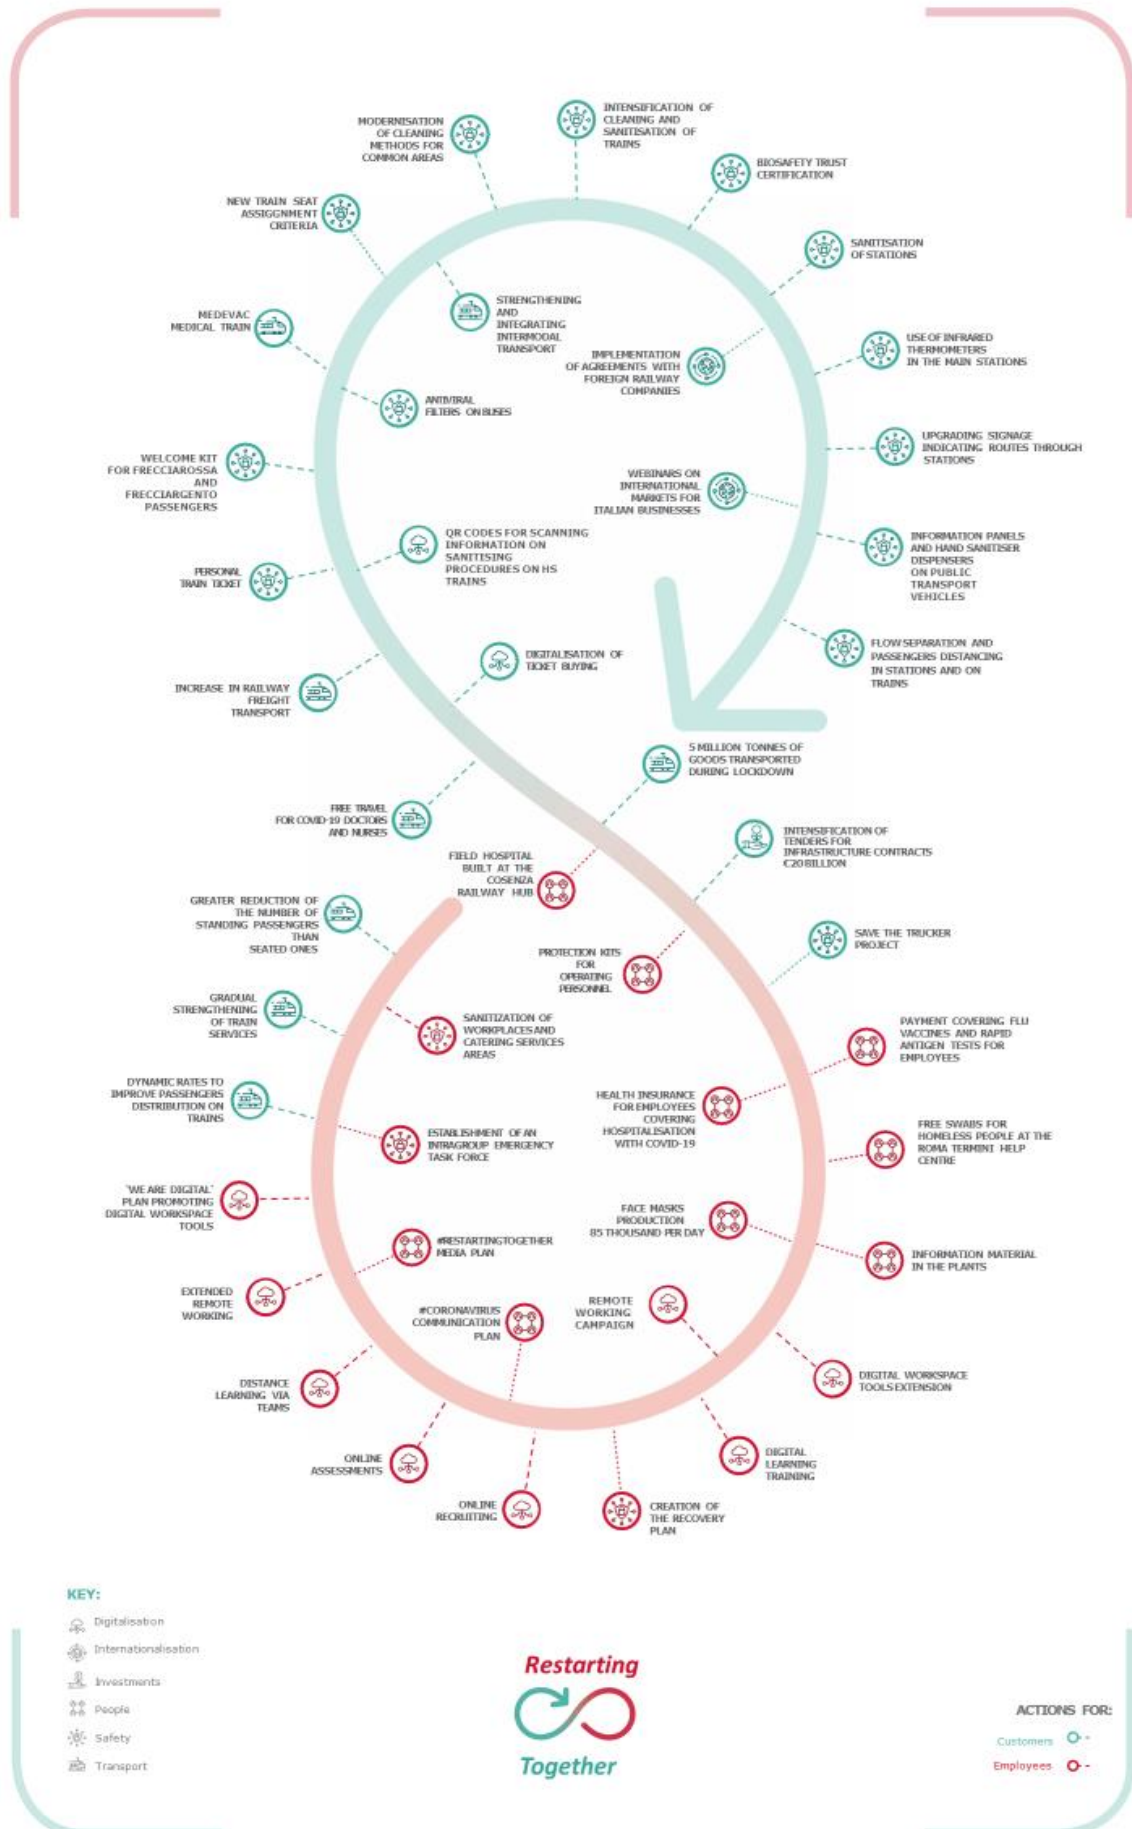 MODERNISATION
OF CLEANING
METHODS FOR
COMMON AREAS
INTENSIFICATION OF
CLEANING AND
SANITISATION OF
TRAINS
BIOSAFETY TRUST
CERTIFICATION
NEW TRAIN SEAT
ASSIGGNMENT
CRITERIA
SANITISATION
OF STATIONS
STRENGTHENING
AND
INTEGRATING
INTERMODAL
TRANSPORT
MEDEVAC
MEDICAL TRAIN
IMPLEMENTATION
OF AGREEMENTS WITH
FOREIGN RAILWAY
COMPANIES
USE OF INFRARED
THERMOMETERS
IN THE MAIN STATIONS
ANTIVIRAL
FILTERS ON BUSES
WELCOME KIT
FOR FRECCIAROSSA
AND
FRECCIARGENTO
PASSENGERS
UPGRADING SIGNAGE
INDICATING ROUTES THROUGH
STATIONS
WEBINARS ON
INTERNATIONAL
MARKETS FOR
ITALIAN BUSINESSES
QR CODES FOR SCANNING
INFORMATION ON
SANITISING
PROCEDURES ON HS
TRAINS
INFORMATION PANELS
AND HAND SANITISER
DISPENSERS
ON PUBLIC
TRANSPORT
VEHICLES
PERSONAL
TRAIN TICKET
DIGITALISATION OF
TICKET BUYING
FLOW SEPARATION AND
PASSENGERS DISTANCING
IN STATIONS AND ON
TRAINS
INCREASE IN RAILWAY
FREIGHT
TRANSPORT
5 MILLION TONNES OF
GOODS TRANSPORTED
DURING LOCKDOWN
FREE TRAVEL
FOR COVID-19 DOCTORS
AND NURSES
INTENSIFICATION OF
TENDERS FOR
INFRASTRUCTURE CONTRACTS
€20 BILLION
FIELD HOSPITAL
BUILT AT THE
COSENZA
RAILWAY HUB
GREATER REDUCTION OF
THE NUMBER OF
STANDING PASSENGERS
THAN
SEATED ONES
SAVE THE TRUCKER
PROJECT
PROTECTION KITS
FOR
OPERATING
PERSONNEL
GRADUAL
STRENGTHENING
OF TRAIN
SERVICES
SANITIZATION OF
WORKPLACES AND
CATERING SERVICES
AREAS
PAYMENT COVERING FLU
VACCINES AND RAPID
ANTIGEN TESTS FOR
EMPLOYEES
DYNAMIC RATES TO
IMPROVE PASSENGERS
DISTRIBUTION ON
TRAINS
HEALTH INSURANCE
FOR EMPLOYEES
COVERING
HOSPITALISATION
WITH COVID-19
ESTABLISHMENT OF AN
INTRAGROUP EMERGENCY
TASK FORCE
FREE SWABS FOR
HOMELESS PEOPLE AT THE
ROMA TERMINI HELP
CENTRE
'WE ARE DIGITAL'
PLAN PROMOTING
DIGITAL WORKSPACE
TOOLS
FACE MASKS
PRODUCTION
85 THOUSAND PER DAY
#RESTARTINGTOGETHER
MEDIA PLAN
INFORMATION MATERIAL
IN THE PLANTS
EXTENDED
REMOTE
WORKING
#CORONAVIRUS
COMMUNICATION
PLAN
REMOTE
WORKING
CAMPAIGN
DISTANCE
LEARNING VIA
TEAMS
DIGITAL WORKSPACE
TOOLS EXTENSION
ONLINE
ASSESSMENTS
DIGITAL
LEARNING
TRAINING
ONLINE
RECRUITING
CREATION OF
THE RECOVERY
PLAN
KEY:
Digitalisation
Internationalisation
Investments
People
Safety
Transport
Restarting
Together
ACTIONS FOR:
Customers
Employees